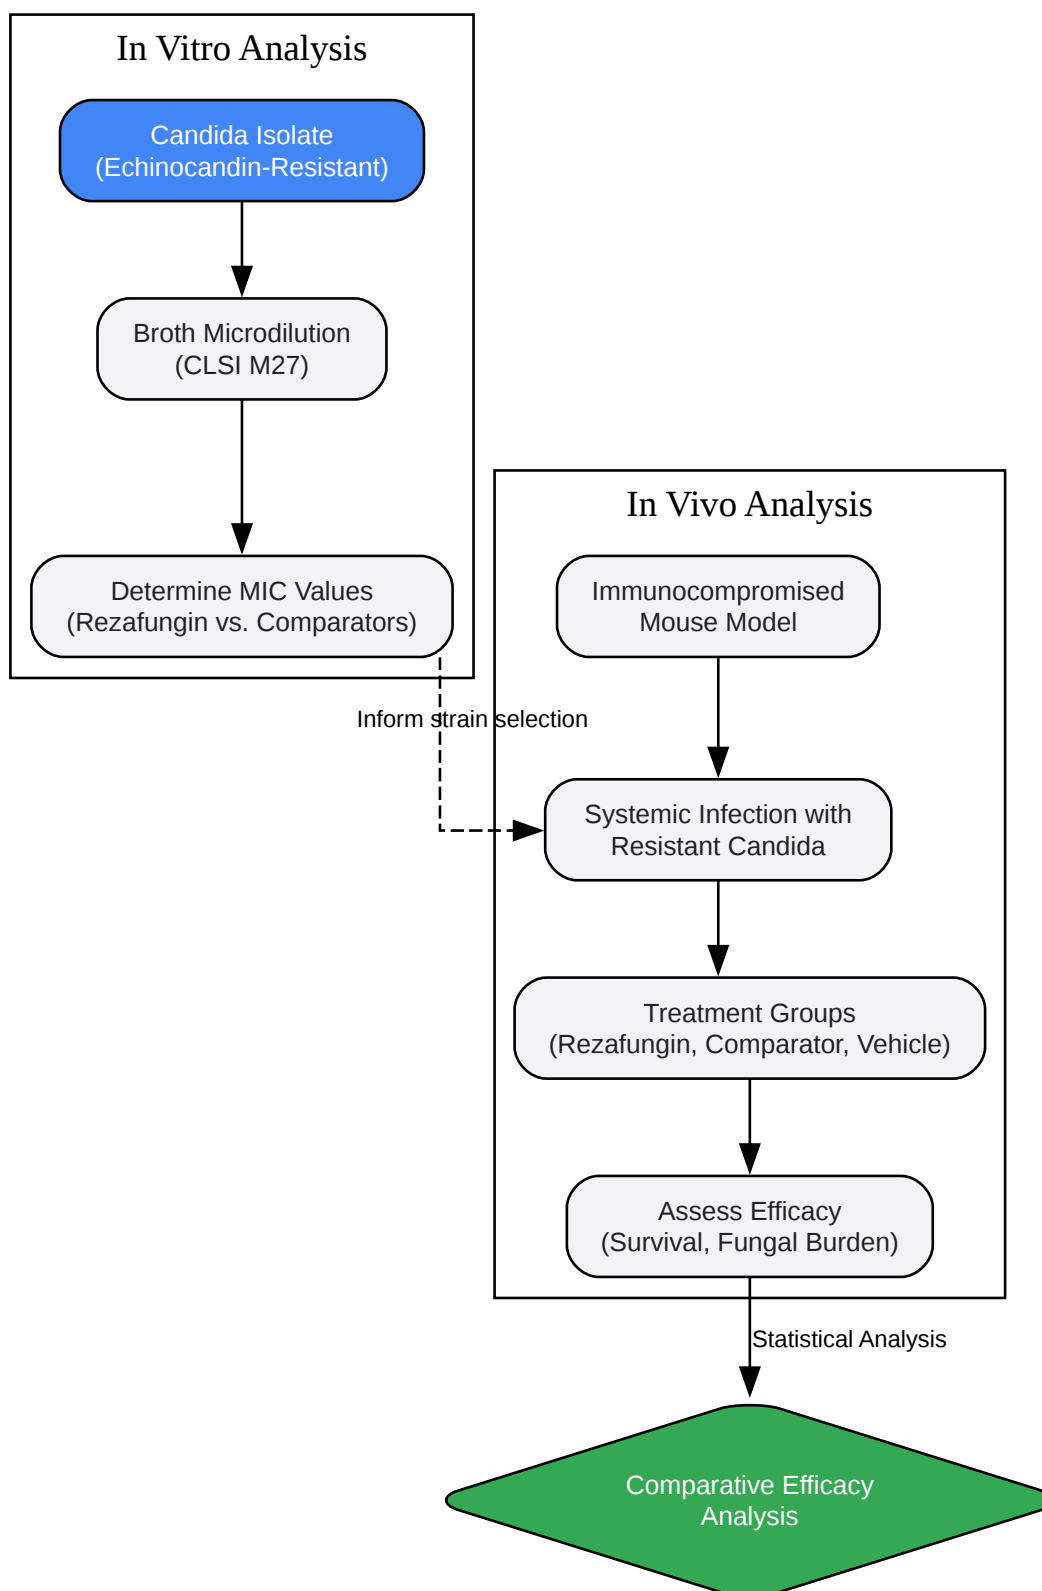 In Vitro Analysis
Candida Isolate
(Echinocandin-Resistant)
Broth Microdilution
(CLSI M27)
Determine MIC Values
(Rezafungin vs. Comparators)
Inform strain selection
In Vivo Analysis
Immunocompromised
Mouse Model
Systemic Infection with
Resistant Candida
Treatment Groups
(Rezafungin, Comparator, Vehicle)
Assess Efficacy
(Survival, Fungal Burden)
Statistical Analysis
Comparative Efficacy
Analysis